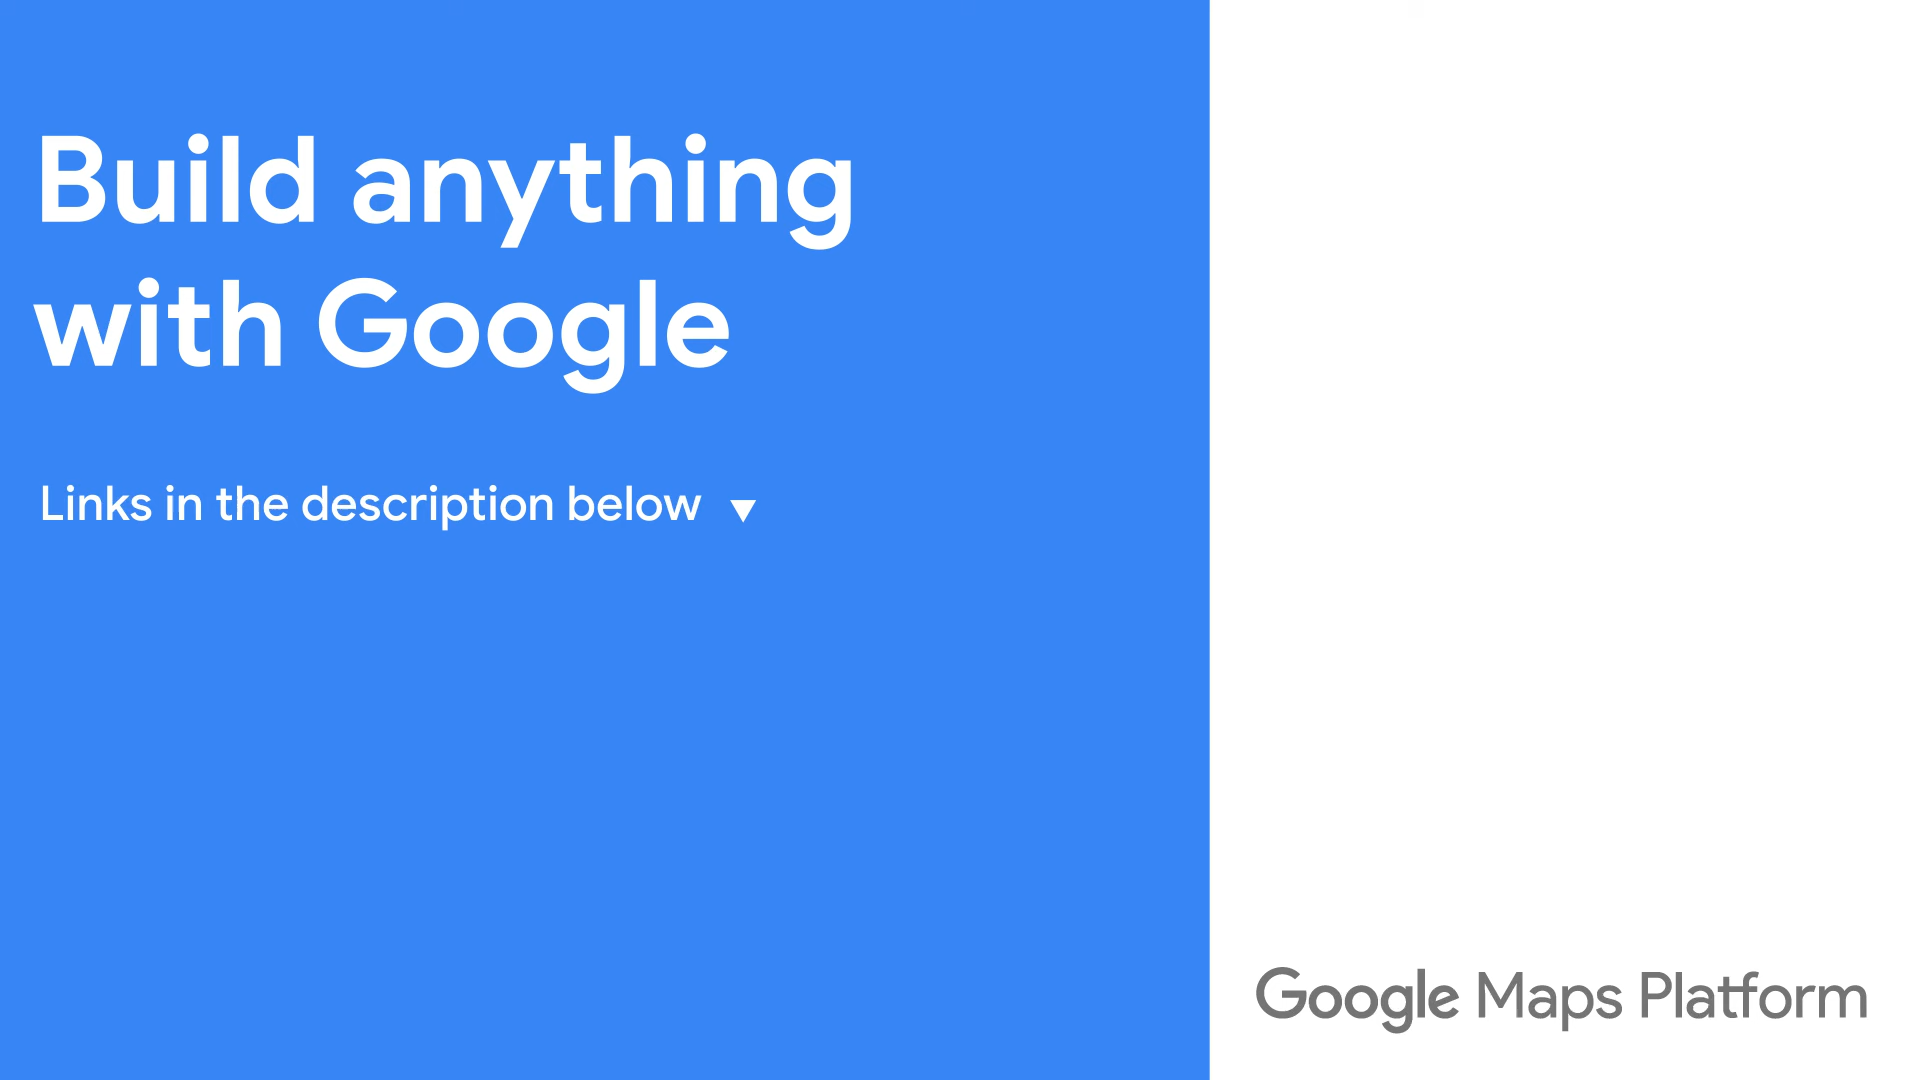 Build anything
with Google
Links in the description below
Google Maps Platform